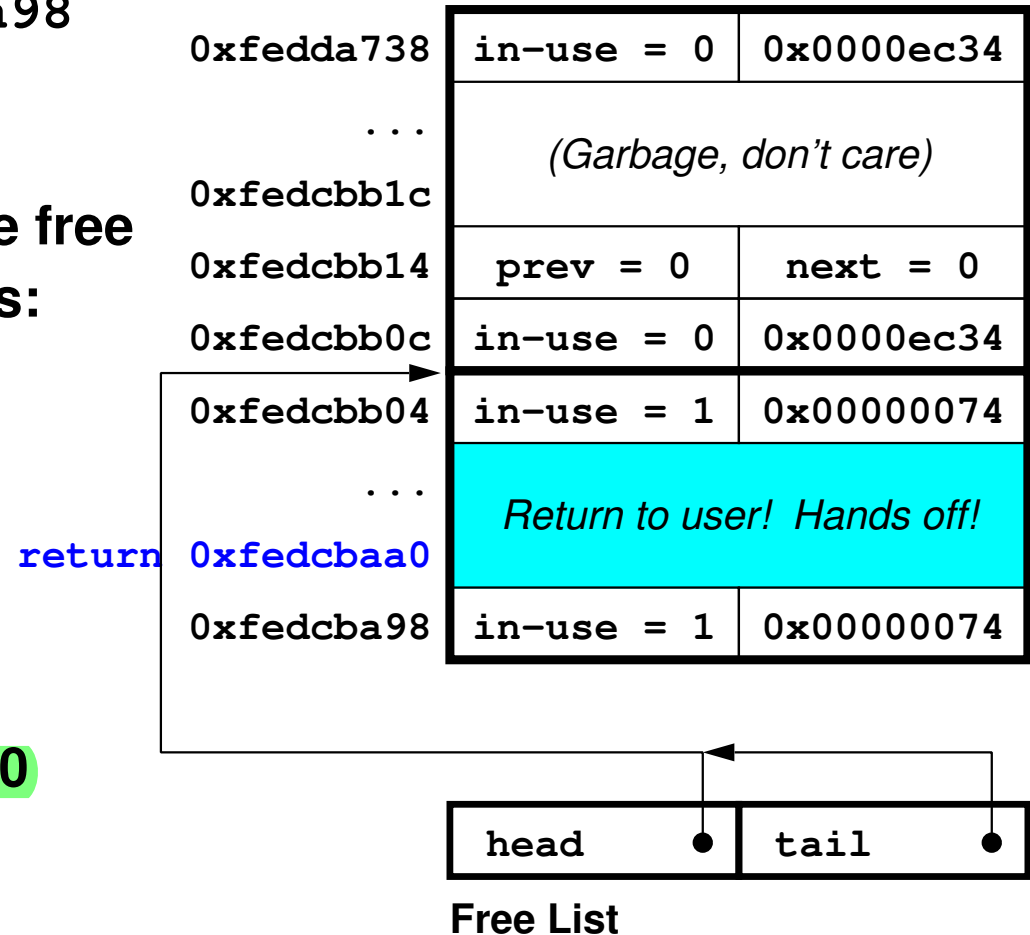 a98
0xfedda738 in-use = 0 0x0000ec34
...
(Garbage, don't care)
0xfedcbb1c
e free
0xfedcbb14 prev = 0 next = 0
s:
0xfedcbb0c in-use = 0 0x0000ec34
0xfedcbb04 in-use = 1 0x00000074
...
Return to user! Hands off!
return 0xfedcbaa0
0xfedcba98 in-use = 1 0x00000074
0
head tail
Free List